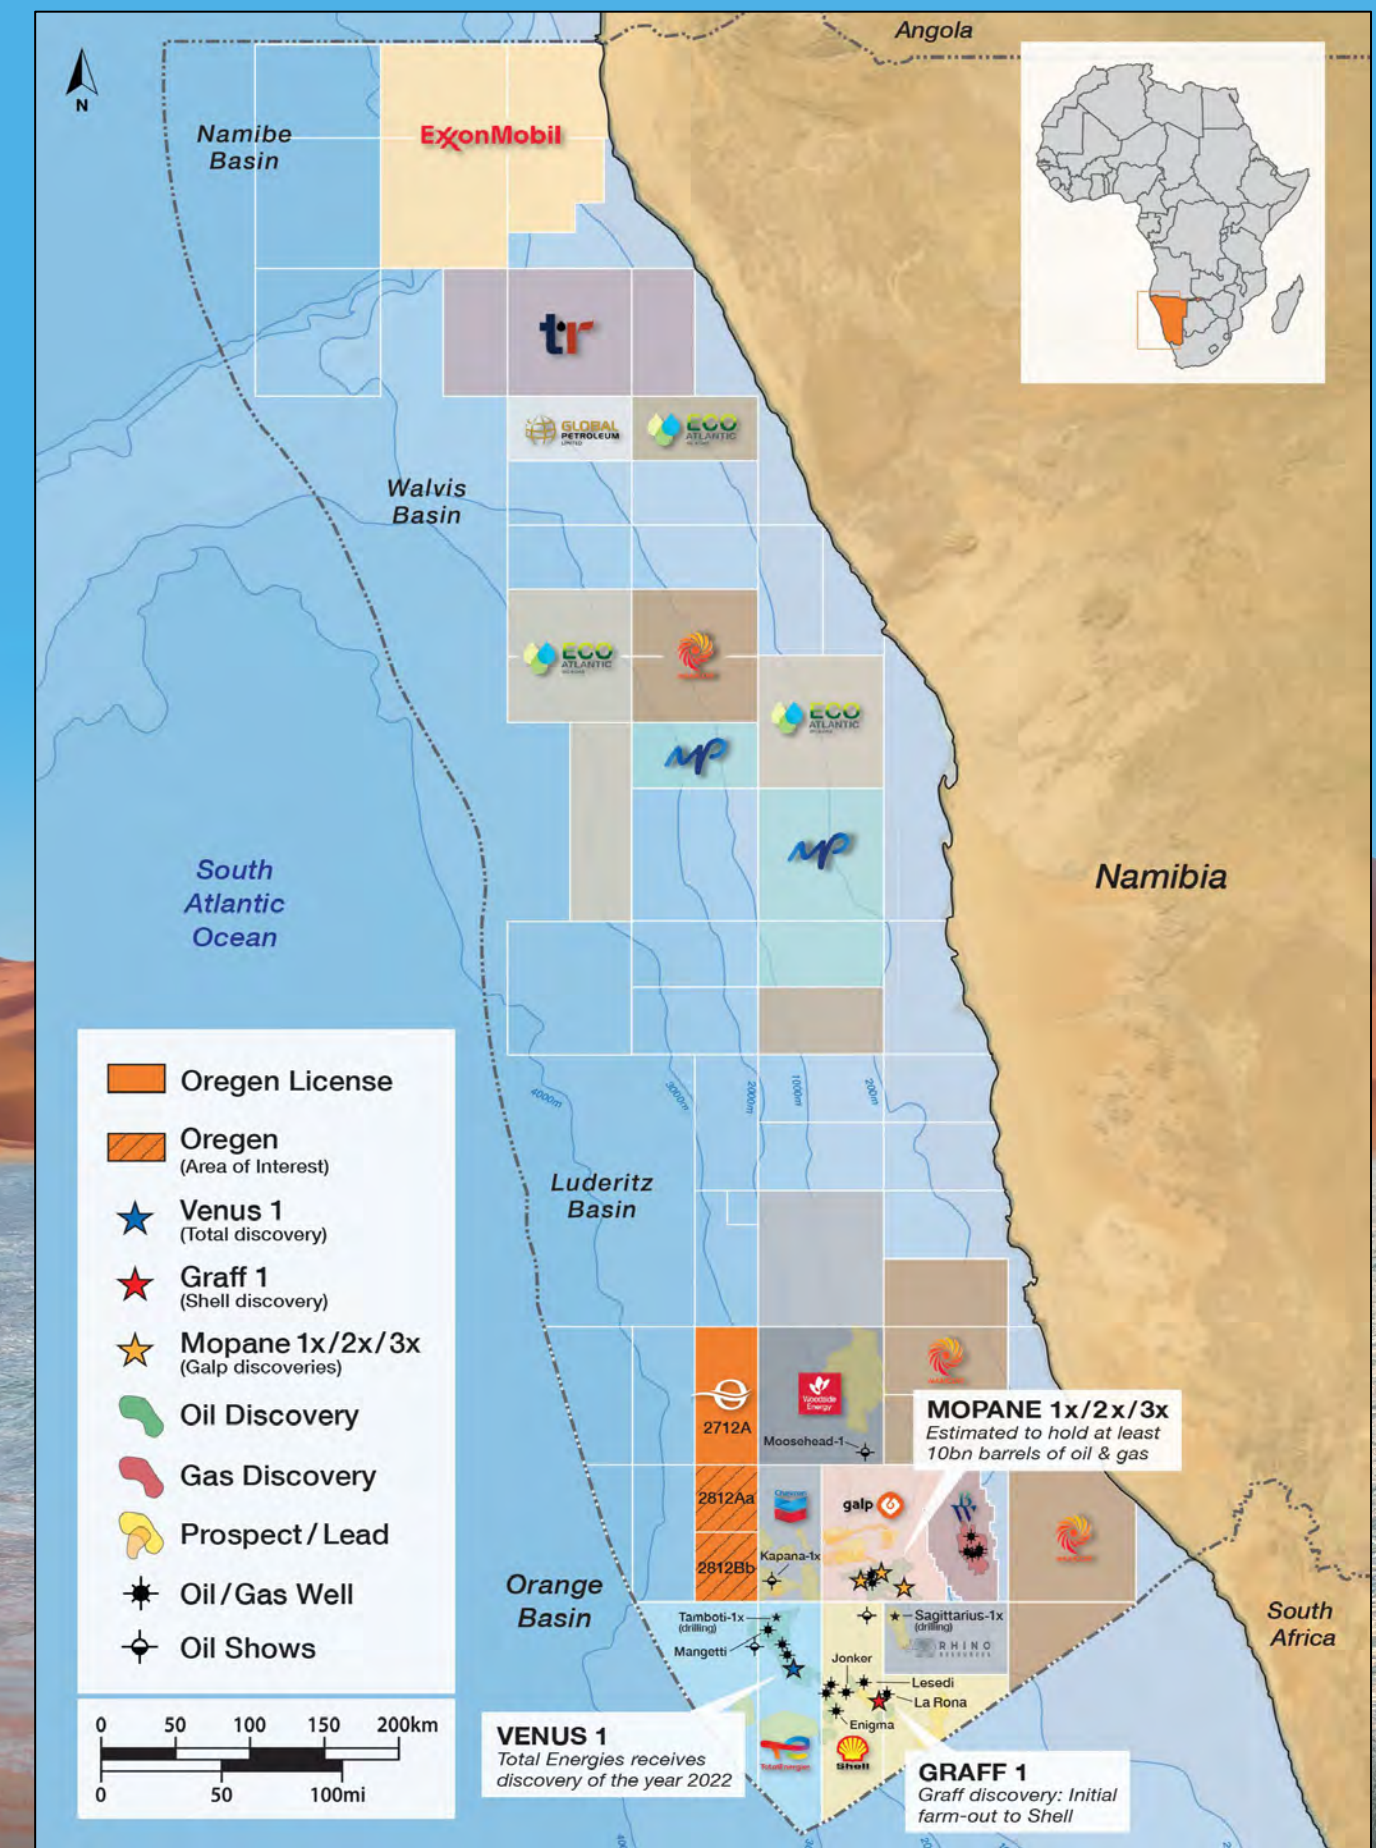 Angola
N
Namibe
Basin
ExxonMobil
tr
GLOBAL
PETROLEUM
LIMITED
ECO
ATLANTIC
Walvis
Basin
ECO
ATLANTIC
ECO
ATLANTIC
South
Atlantic
Ocean
Namibia
4000m
3000m
2000m
1000m
200m
Luderitz
Basin
Oregen License
Oregen
(Area of Interest)
Venus 1
(Total discovery)
Graff 1
(Shell discovery)
Mopane 1x/2x/3x
(Galp discoveries)
Oil Discovery
Gas Discovery
Prospect/Lead
Oil/Gas Well
Oil Shows
0 50 100 150 200km
0 50 100mi
2712A
Woodside
Energy
Moosehead-1
MOPANE 1x/2x/3x
Estimated to hold at least
10bn barrels of oil & gas
2812Aa
Chevron
galp
BW
Kapana-1x
2812Bb
Orange
Basin
South
Africa
Tamboti-1x
(drilling)
Mangetti
Sagittarius-1x
(drilling)
RHINO
RESOURCES
Jonker
Lesedi
La Rona
Enigma
VENUS 1
Total Energies receives
discovery of the year 2022
TotalEnergies
Shell
GRAFF 1
Graff discovery: Initial
farm-out to Shell